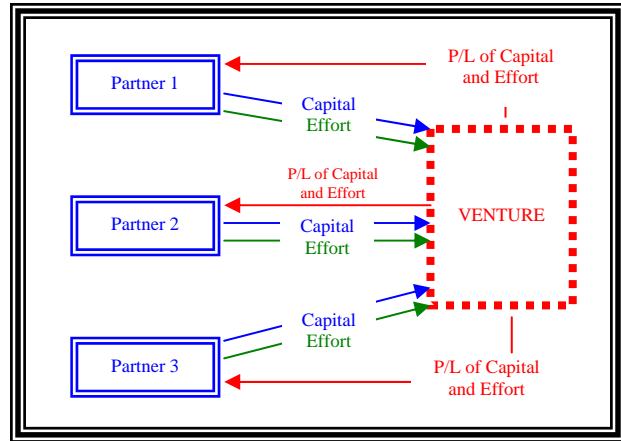 P/L of Capital
and Effort
Partner 1
Capital
Effort
P/L of Capital
and Effort
Partner 2
Capital
Effort
VENTURE
Capital
Effort
Partner 3
P/L of Capital
and Effort